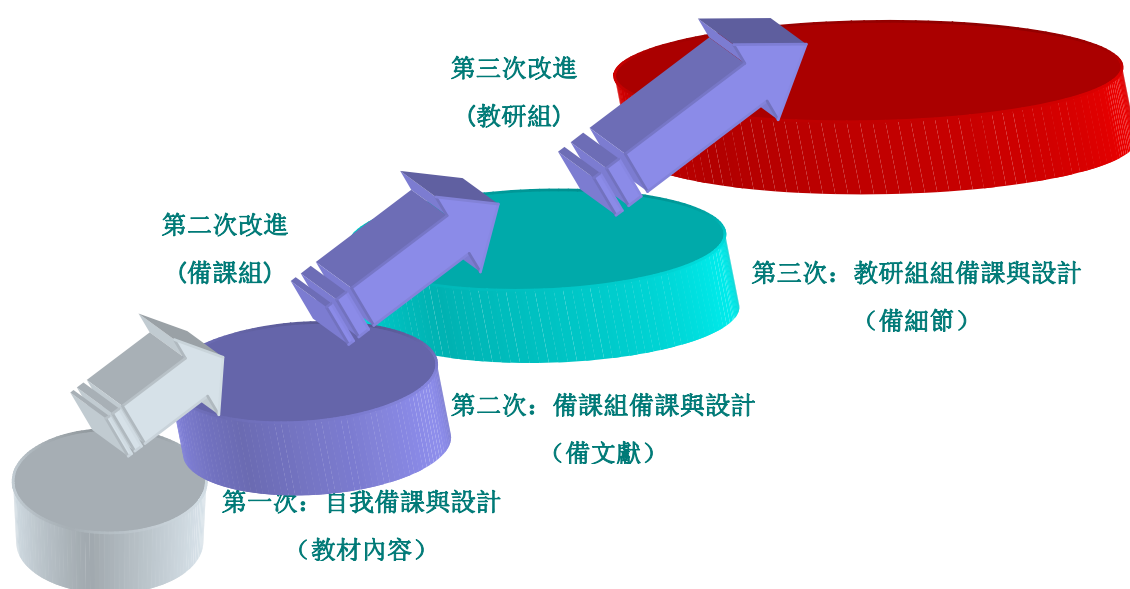 第三次改進
(教研組)
第二次改進
(備課組)
第三次：教研組組備課與設計
（備細節）
第二次：備課組備課與設計
（備文獻）
第一次：自我備課與設計
（教材內容）